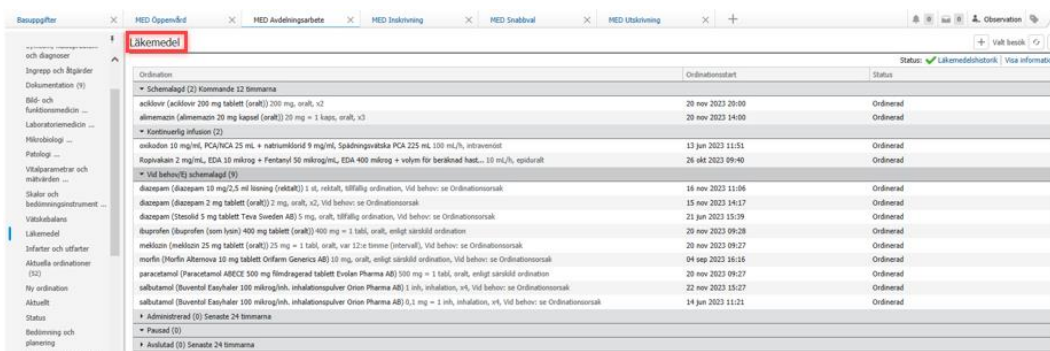 Basuppgifter
MED Öppenvård
MED Avdelningsarbete
MED Inskrivning
MED Snabbval
MED Utskrivning
0
0
Observation
Läkemedel
Valt besök
Status: Läkemedelshistorik Visa informati
och diagnoser
Ingrepp och åtgärder
Dokumentation (9)
Bild- och
funktionsmedicin ...
Laboratoriemedicin ...
Mikrobiologi ...
Patologi ...
Vitalparametrar och
mätvärden ...
Skalor och
bedömningsinstrument ...
Vätskebalans
Läkemedel
Infarter och utfarter
Aktuella ordinationer
(52)
Ny ordination
Aktuellt
Status
Bedömning och
planering
Ordination Ordinationsstart Status
Schemalagd (2) Kommande 12 timmarna
aciklovir (aciklovir 200 mg tablett (oralt)) 200 mg, oralt, x2 20 nov 2023 20:00 Ordinerad
alimemazin (alimemazin 20 mg kapsel (oralt)) 20 mg = 1 kaps, oralt, x3 20 nov 2023 14:00 Ordinerad
Kontinuerlig infusion (2)
oxikodon 10 mg/ml, PCA/NCA 25 mL + natriumklorid 9 mg/ml, Spädningsvätska PCA 225 mL 100 mL/h, intravenöst 13 jun 2023 11:51 Ordinerad
Ropivakain 2 mg/mL, EDA 10 mikrog + Fentanyl 50 mikrog/mL, EDA 400 mikrog + volym för beräknad hast... 10 mL/h, epiduralt 26 okt 2023 09:40 Ordinerad
Vid behov/Ej schemalagd (9)
diazepam (diazepam 10 mg/2,5 ml lösning (rektalt)) 1 st, rektalt, tillfällig ordination, Vid behov: se Ordinationsorsak 16 nov 2023 11:06 Ordinerad
diazepam (diazepam 2 mg tablett (oralt)) 2 mg, oralt, x2, Vid behov: se Ordinationsorsak 15 nov 2023 14:17 Ordinerad
diazepam (Stesolid 5 mg tablett Teva Sweden AB) 5 mg, oralt, tillfällig ordination, Vid behov: se Ordinationsorsak 21 jun 2023 15:39 Ordinerad
ibuprofen (ibuprofen (som lysin) 400 mg tablett (oralt)) 400 mg = 1 tabl, oralt, enligt särskild ordination 20 nov 2023 09:28 Ordinerad
meklozin (meklozin 25 mg tablett (oralt)) 25 mg = 1 tabl, oralt, var 12:e timme (intervall), Vid behov: se Ordinationsorsak 20 nov 2023 09:27 Ordinerad
morfin (Morfin Alternova 10 mg tablett Orifarm Generics AB) 10 mg, oralt, enligt särskild ordination, Vid behov: se Ordinationsorsak 04 sep 2023 16:16 Ordinerad
paracetamol (Paracetamol ABECE 500 mg filmdragerad tablett Evolan Pharma AB) 500 mg = 1 tabl, oralt, enligt särskild ordination 20 nov 2023 09:27 Ordinerad
salbutamol (Buventol Easyhaler 100 mikrog/inh. inhalationspulver Orion Pharma AB) 1 inh, inhalation, x4, Vid behov: se Ordinationsorsak 22 nov 2023 15:27 Ordinerad
salbutamol (Buventol Easyhaler 100 mikrog/inh. inhalationspulver Orion Pharma AB) 0,1 mg = 1 inh, inhalation, x4, Vid behov: se Ordinationsorsak 14 jun 2023 11:21 Ordinerad
Administrerad (0) Senaste 24 timmarna
Pausad (0)
Avslutad (0) Senaste 24 timmarna